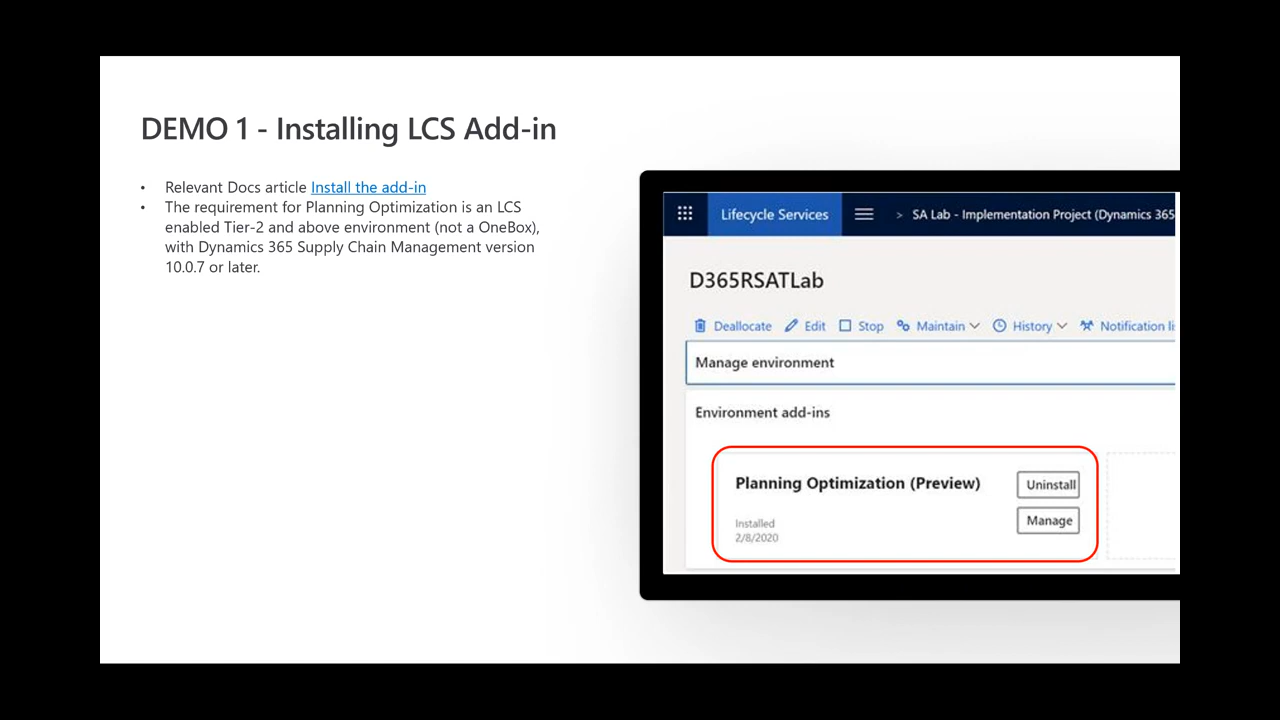 DEMO 1 - Installing LCS Add-in
• Relevant Docs article Install the add-in
• The requirement for Planning Optimization is an LCS
enabled Tier-2 and above environment (not a OneBox),
with Dynamics 365 Supply Chain Management version
10.0.7 or later.
Lifecycle Services > SA Lab - Implementation Project (Dynamics 365
D365RSATLab
Deallocate Edit Stop Maintain History Notification li
Manage environment
Environment add-ins
Planning Optimization (Preview) Uninstall
Manage
Installed
2/8/2020